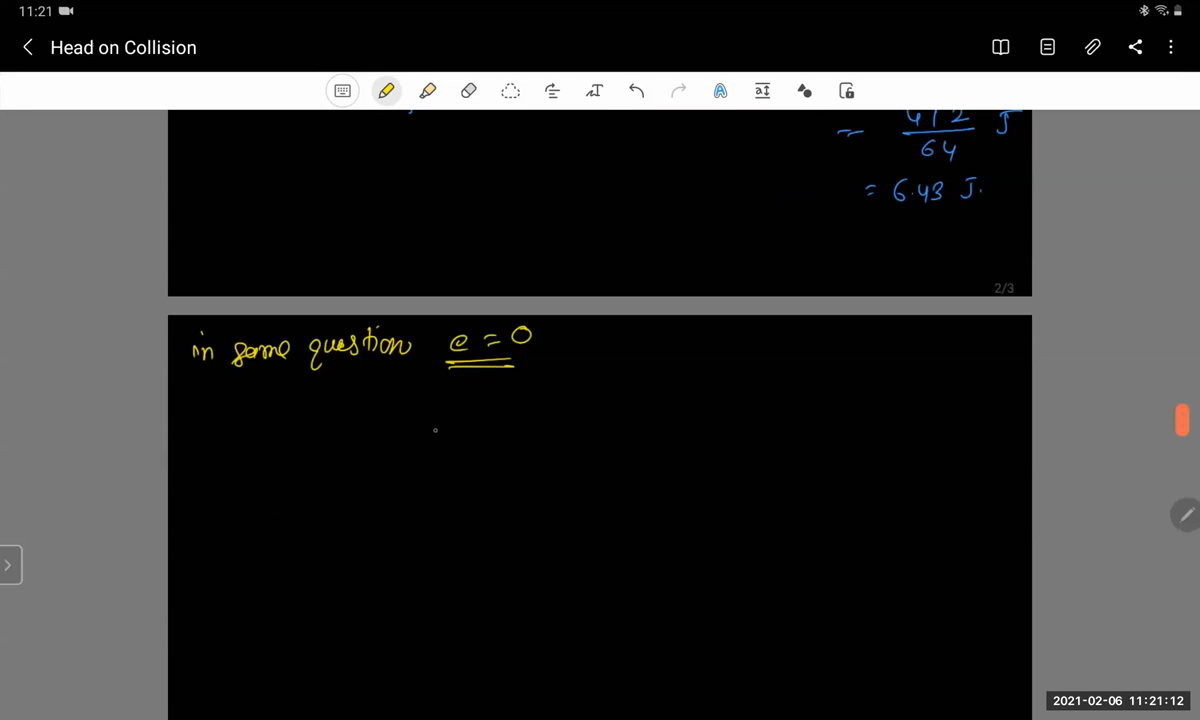 11:21
Head on Collision
= 412/64 J
= 6.43 J.
2/3
in same question e = 0
2021-02-06 11:21:12